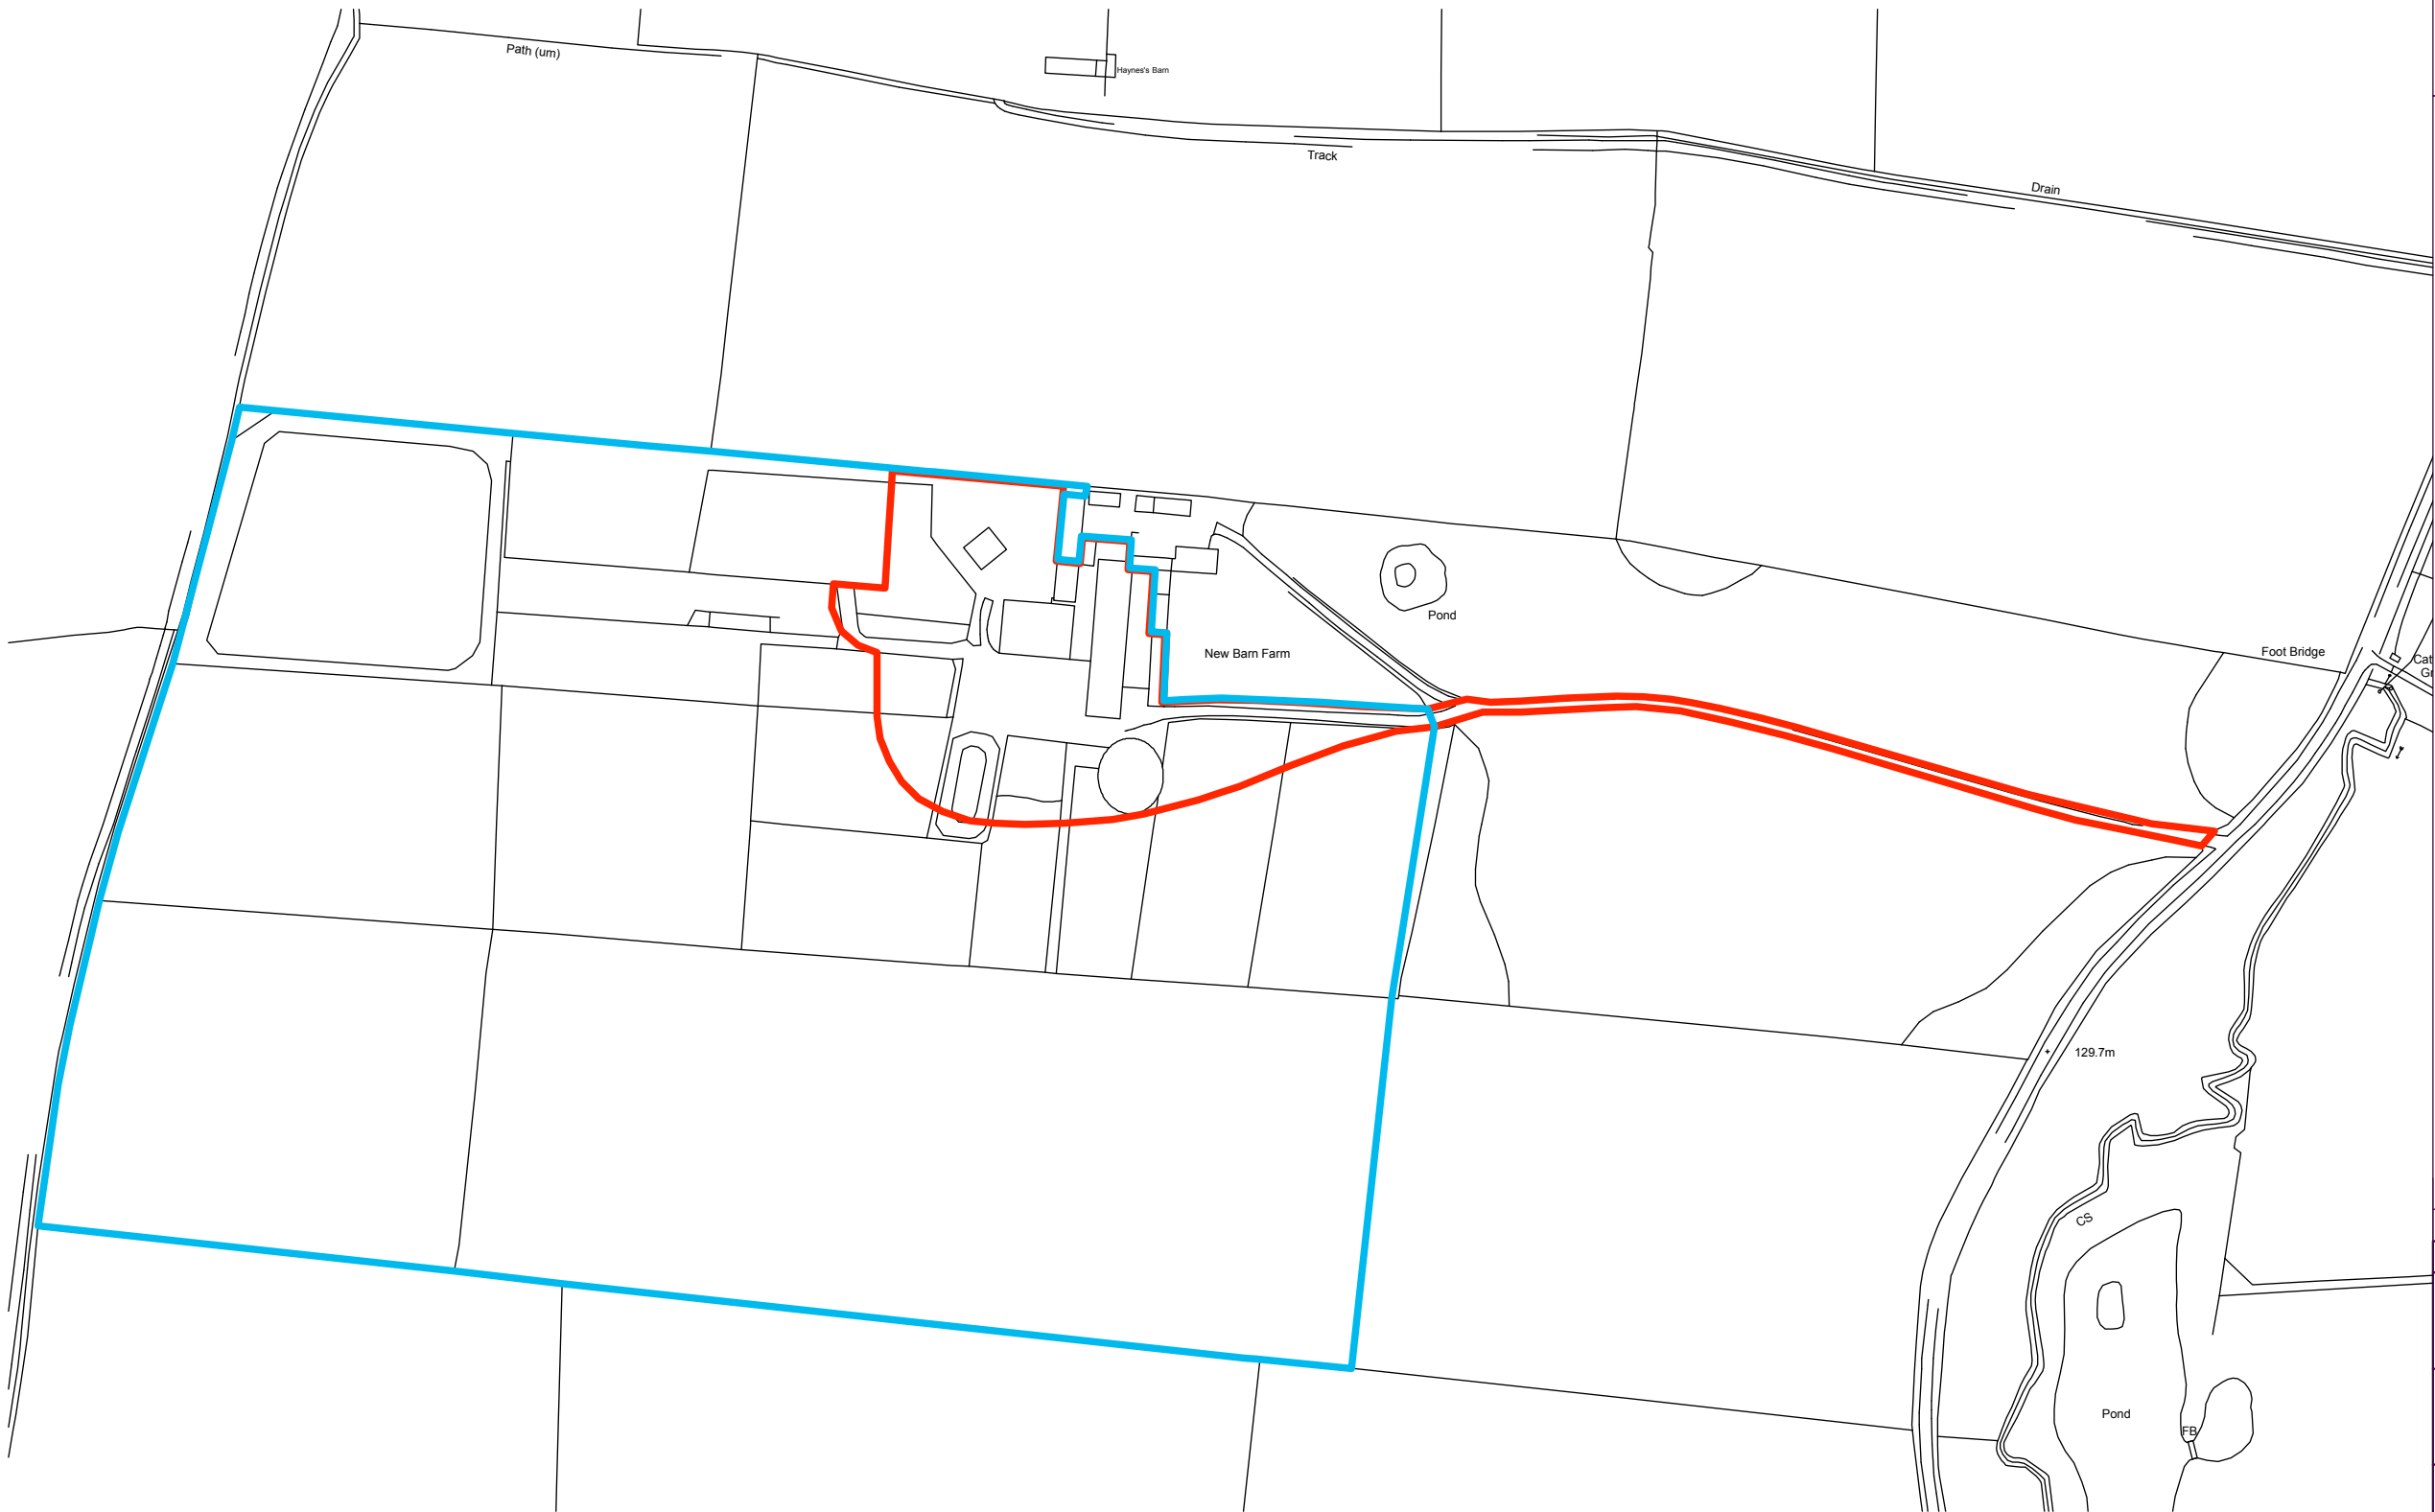 Path (um)
Haynes's Barn
Track
Drain
Pond
New Barn Farm
Foot Bridge
129.7m
CS
Pond
FB